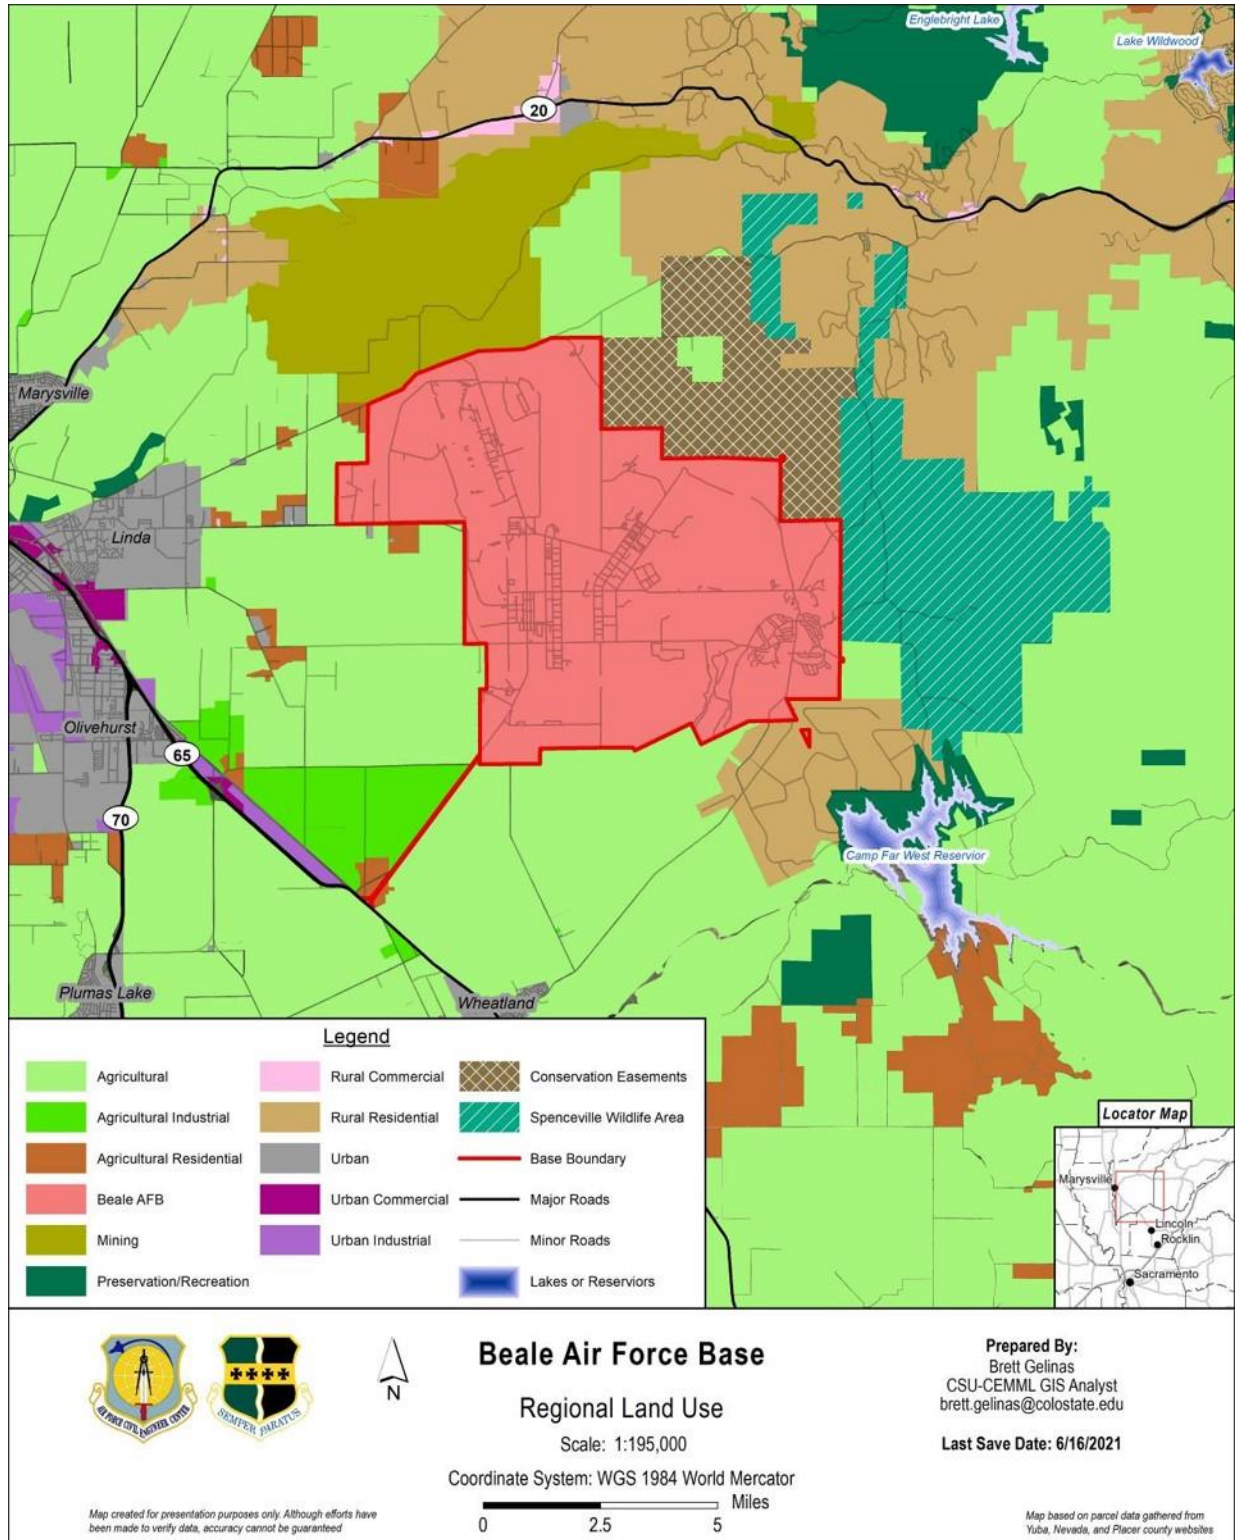 Englebright Lake
Lake Wildwood
20
Marysville
Linda
Olivehurst
65
70
Camp Far West Reservior
Plumas Lake
Wheatland
Legend
Agricultural
Agricultural Industrial
Agricultural Residential
Beale AFB
Mining
Preservation/Recreation
Rural Commercial
Rural Residential
Urban
Urban Commercial
Urban Industrial
Conservation Easements
Spenceville Wildlife Area
Base Boundary
Major Roads
Minor Roads
Lakes or Reserviors
Locator Map
Marysville
Lincoln
Rocklin
Sacramento
AIR FORCE CIVIL ENGINEER CENTER
SEMPER PARATUS
N
Beale Air Force Base
Regional Land Use
Scale: 1:195,000
Coordinate System: WGS 1984 World Mercator
Miles
0 2.5 5
Prepared By:
Brett Gelinas
CSU-CEMML GIS Analyst
brett.gelinas@colostate.edu
Last Save Date: 6/16/2021
Map created for presentation purposes only. Although efforts have
been made to verify data, accuracy cannot be guaranteed
Map based on parcel data gathered from
Yuba, Nevada, and Placer county websites